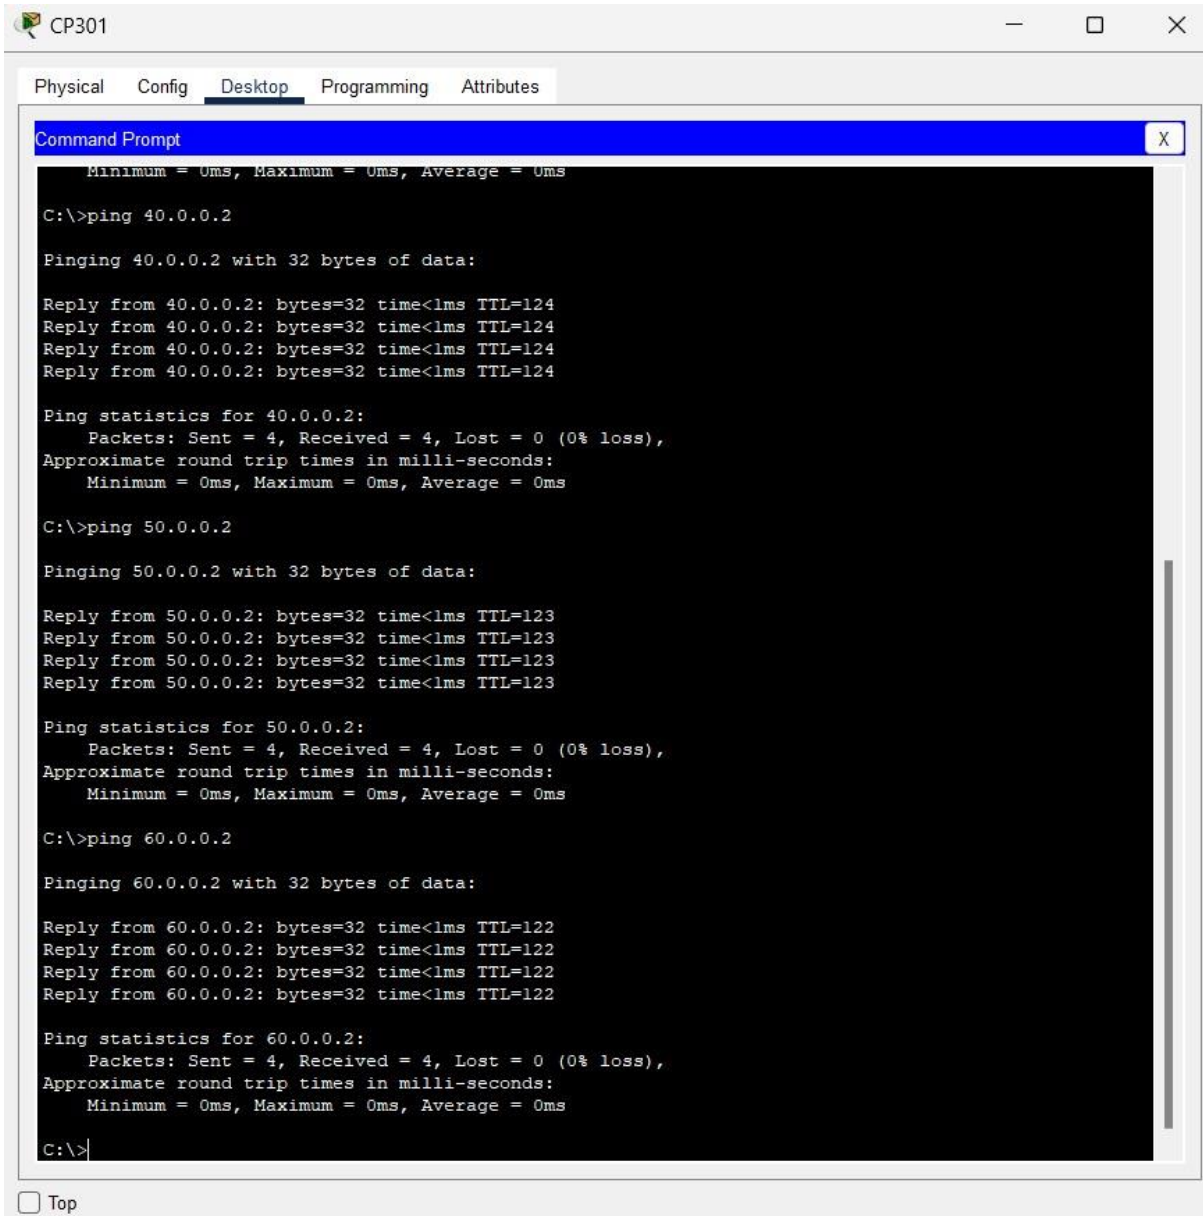 CP301
Physical Config Desktop Programming Attributes
Command Prompt
X
Minimum = 0ms, Maximum = 0ms, Average = 0ms
C:\>ping 40.0.0.2
Pinging 40.0.0.2 with 32 bytes of data:
Reply from 40.0.0.2: bytes=32 time<1ms TTL=124
Reply from 40.0.0.2: bytes=32 time<1ms TTL=124
Reply from 40.0.0.2: bytes=32 time<1ms TTL=124
Reply from 40.0.0.2: bytes=32 time<1ms TTL=124
Ping statistics for 40.0.0.2:
Packets: Sent = 4, Received = 4, Lost = 0 (0% loss),
Approximate round trip times in milli-seconds:
Minimum = 0ms, Maximum = 0ms, Average = 0ms
C:\>ping 50.0.0.2
Pinging 50.0.0.2 with 32 bytes of data:
Reply from 50.0.0.2: bytes=32 time<1ms TTL=123
Reply from 50.0.0.2: bytes=32 time<1ms TTL=123
Reply from 50.0.0.2: bytes=32 time<1ms TTL=123
Reply from 50.0.0.2: bytes=32 time<1ms TTL=123
Ping statistics for 50.0.0.2:
Packets: Sent = 4, Received = 4, Lost = 0 (0% loss),
Approximate round trip times in milli-seconds:
Minimum = 0ms, Maximum = 0ms, Average = 0ms
C:\>ping 60.0.0.2
Pinging 60.0.0.2 with 32 bytes of data:
Reply from 60.0.0.2: bytes=32 time<1ms TTL=122
Reply from 60.0.0.2: bytes=32 time<1ms TTL=122
Reply from 60.0.0.2: bytes=32 time<1ms TTL=122
Reply from 60.0.0.2: bytes=32 time<1ms TTL=122
Ping statistics for 60.0.0.2:
Packets: Sent = 4, Received = 4, Lost = 0 (0% loss),
Approximate round trip times in milli-seconds:
Minimum = 0ms, Maximum = 0ms, Average = 0ms
C:\>
Top